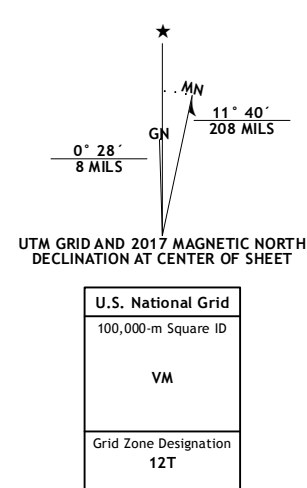 MN
GN
11° 40´
208 MILS
0° 28´
8 MILS
UTM GRID AND 2017 MAGNETIC NORTH
DECLINATION AT CENTER OF SHEET
U.S. National Grid
100,000-m Square ID
VM
Grid Zone Designation
12T